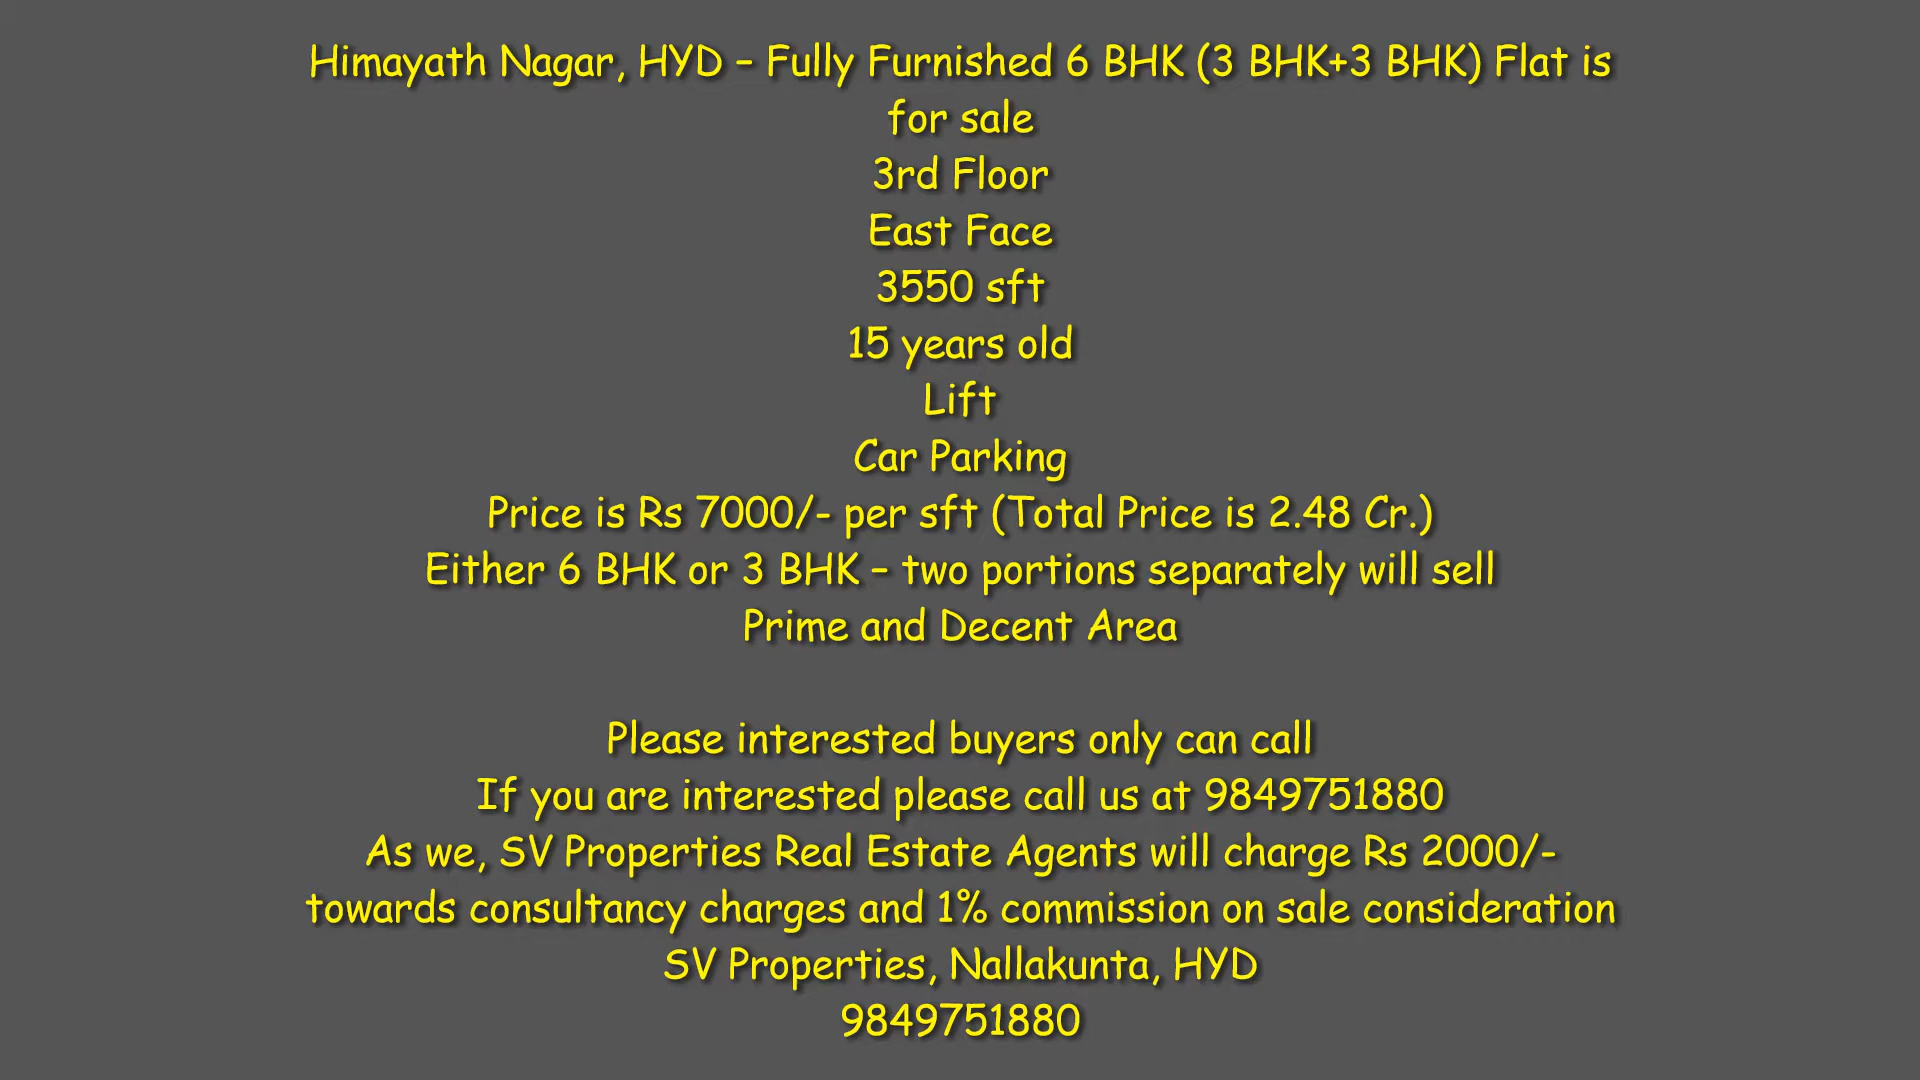 Himayath Nagar, HYD – Fully Furnished 6 BHK (3 BHK+3 BHK) Flat is
for sale
3rd Floor
East Face
3550 sft
15 years old
Lift
Car Parking
Price is Rs 7000/- per sft (Total Price is 2.48 Cr.)
Either 6 BHK or 3 BHK – two portions separately will sell
Prime and Decent Area
Please interested buyers only can call
If you are interested please call us at 9849751880
As we, SV Properties Real Estate Agents will charge Rs 2000/-
towards consultancy charges and 1% commission on sale consideration
SV Properties, Nallakunta, HYD
9849751880